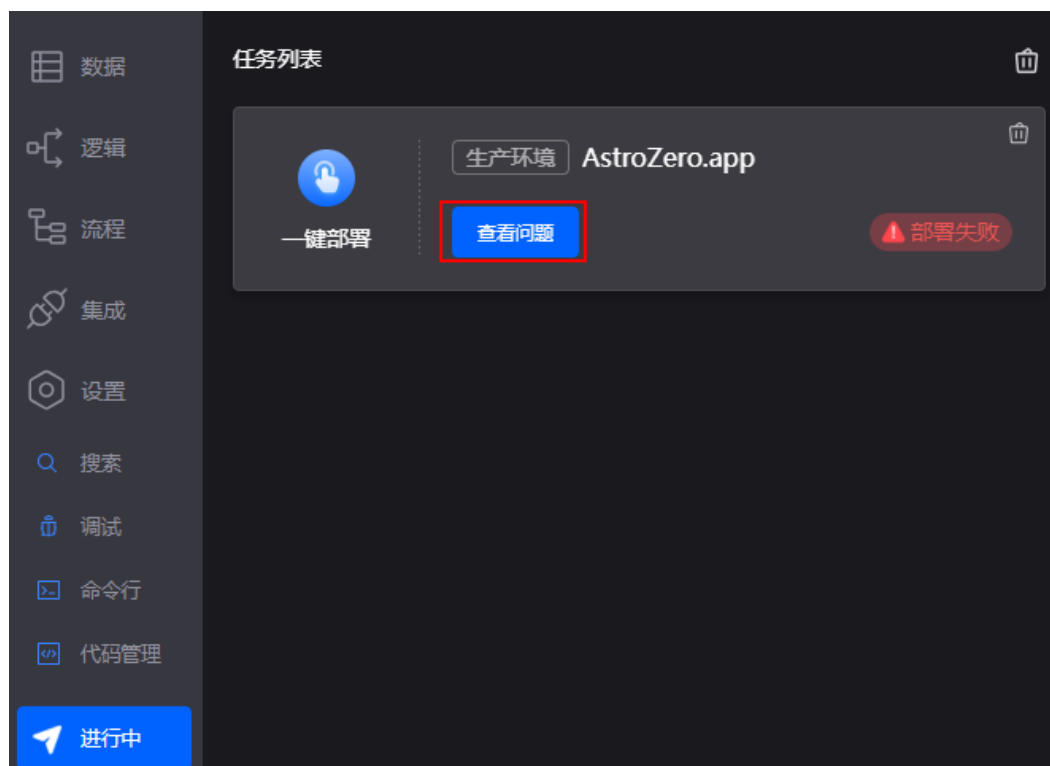 数据
逻辑
流程
集成
设置
搜索
调试
命令行
代码管理
进行中
任务列表
生产环境 AstroZero.app
一键部署
查看问题
部署失败